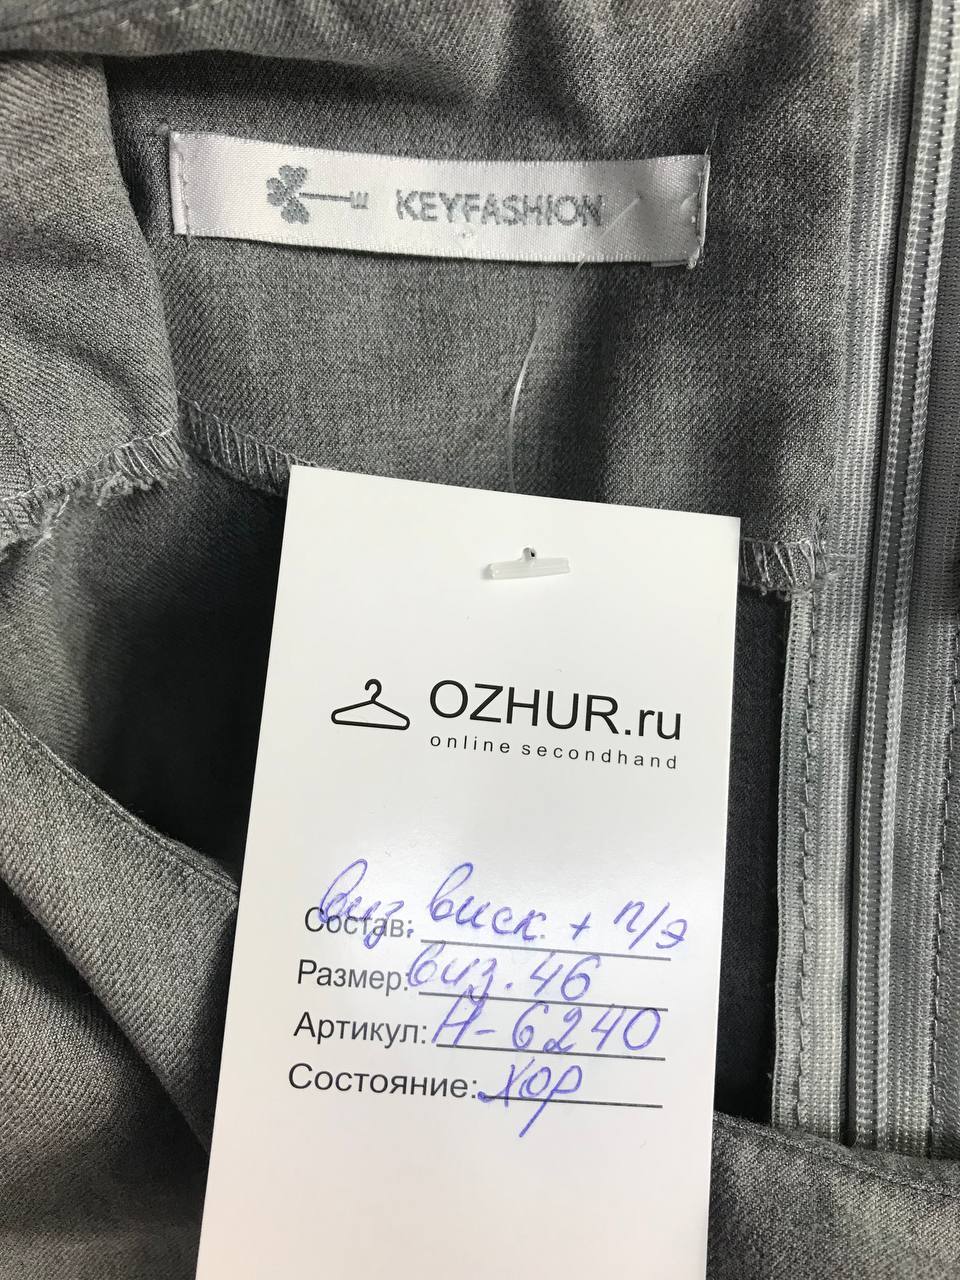 KEYFASHION
OZHUR.ru
online secondhand
Состав: виз. виск. + п/э
Размер: виз. 46
Артикул: Н-6240
Состояние: хор